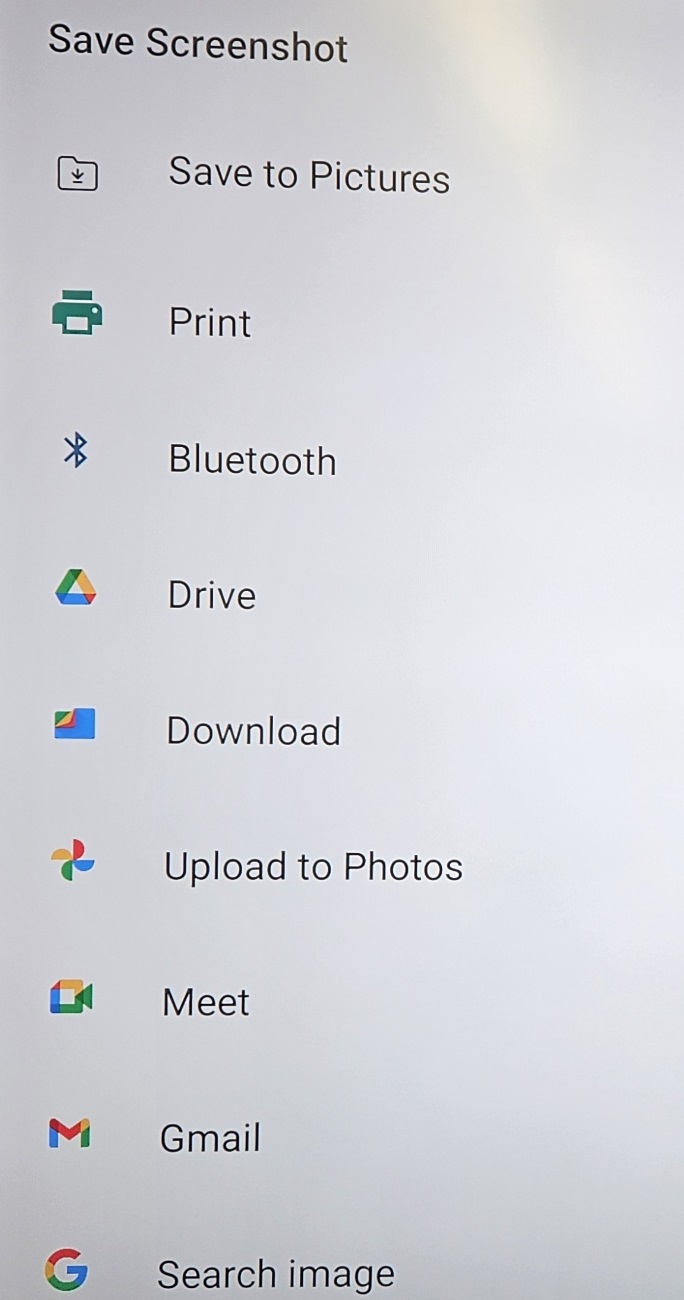 Save Screenshot
Save to Pictures
Print
Bluetooth
Drive
Download
Upload to Photos
Meet
Gmail
Search image